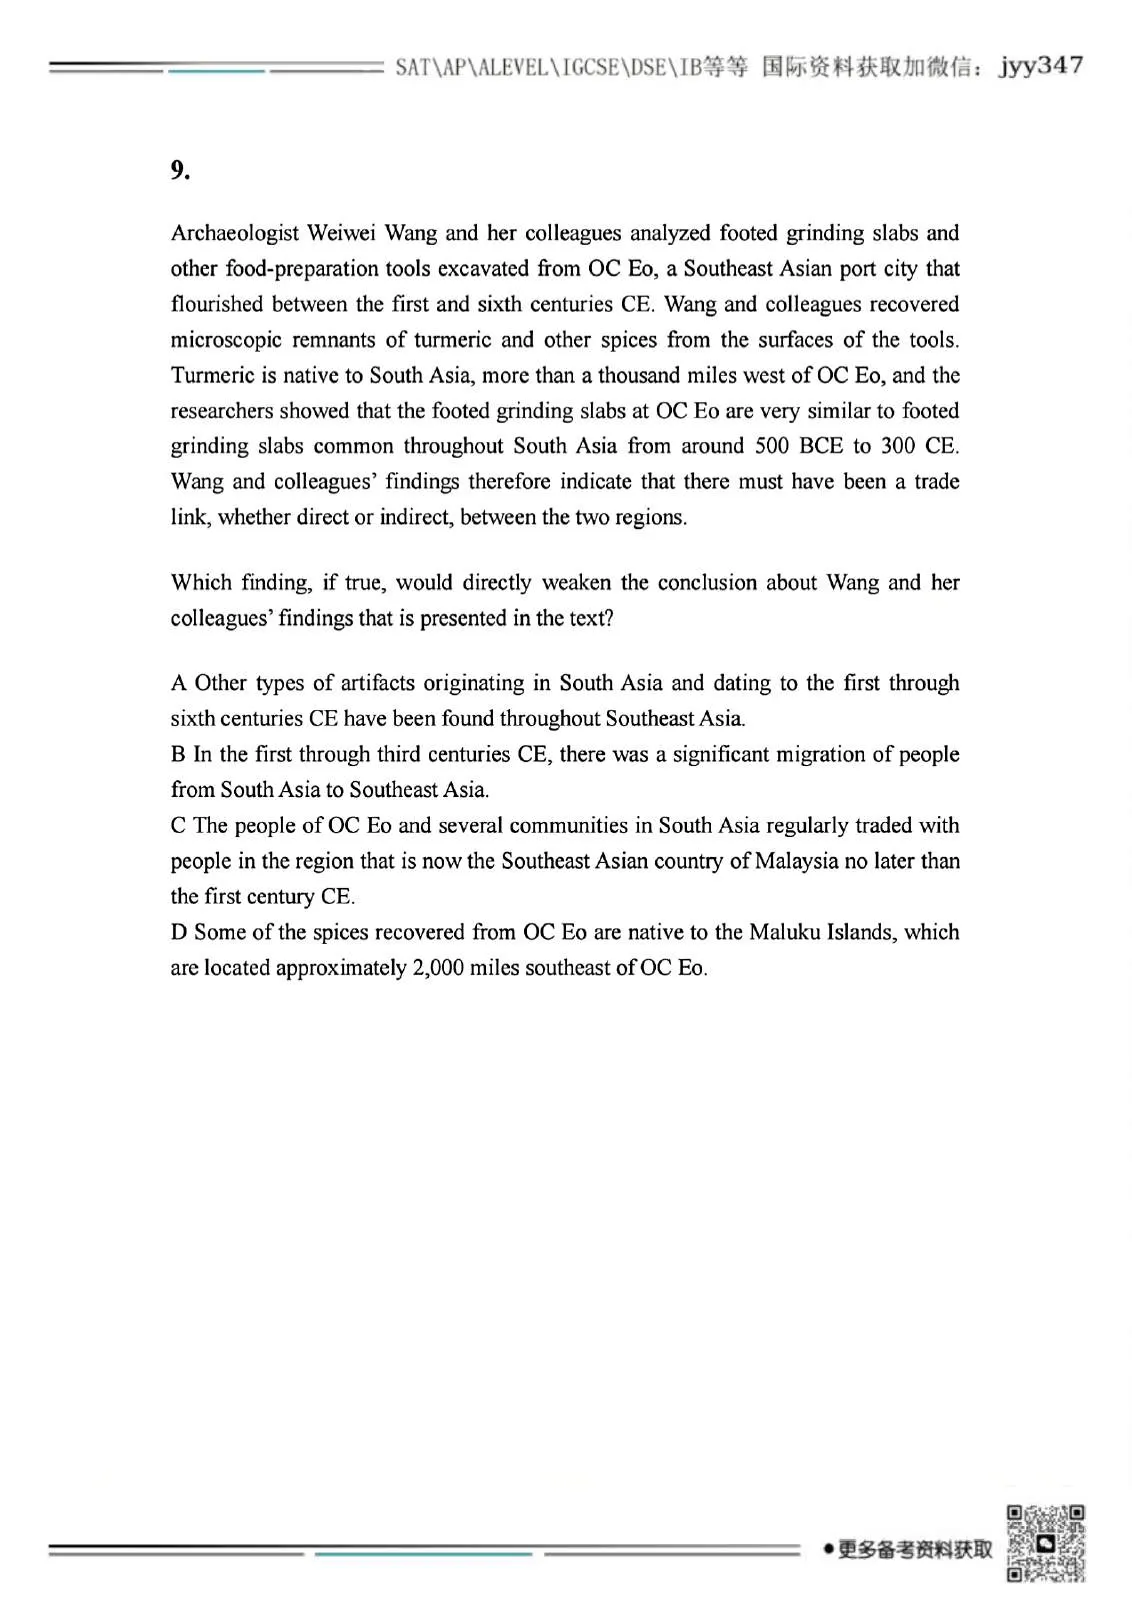 SAT\AP\ALEVEL\IGCSE\DSE\IB等等 国际资料获取加微信：jyy347
9.
Archaeologist Weiwei Wang and her colleagues analyzed footed grinding slabs and
other food-preparation tools excavated from OC Eo, a Southeast Asian port city that
flourished between the first and sixth centuries CE. Wang and colleagues recovered
microscopic remnants of turmeric and other spices from the surfaces of the tools.
Turmeric is native to South Asia, more than a thousand miles west of OC Eo, and the
researchers showed that the footed grinding slabs at OC Eo are very similar to footed
grinding slabs common throughout South Asia from around 500 BCE to 300 CE.
Wang and colleagues’ findings therefore indicate that there must have been a trade
link, whether direct or indirect, between the two regions.
Which finding, if true, would directly weaken the conclusion about Wang and her
colleagues’ findings that is presented in the text?
A Other types of artifacts originating in South Asia and dating to the first through
sixth centuries CE have been found throughout Southeast Asia.
B In the first through third centuries CE, there was a significant migration of people
from South Asia to Southeast Asia.
C The people of OC Eo and several communities in South Asia regularly traded with
people in the region that is now the Southeast Asian country of Malaysia no later than
the first century CE.
D Some of the spices recovered from OC Eo are native to the Maluku Islands, which
are located approximately 2,000 miles southeast of OC Eo.
●更多备考资料获取